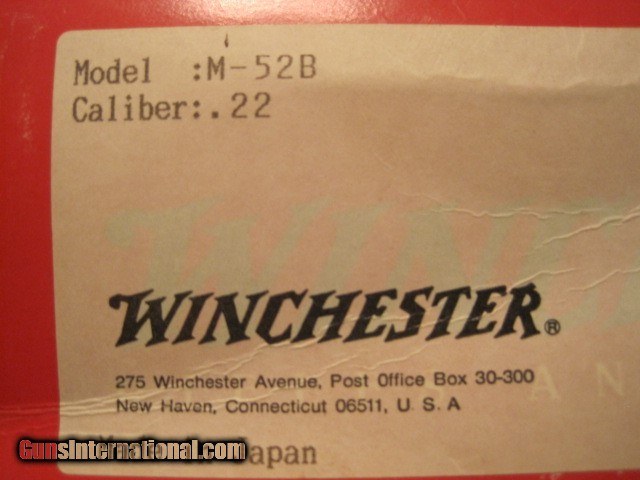 Model :M-52B
Caliber:.22
WINCHESTER®
275 Winchester Avenue, Post Office Box 30-300
New Haven, Connecticut 06511, U. S. A
Japan
GunsInternational.com